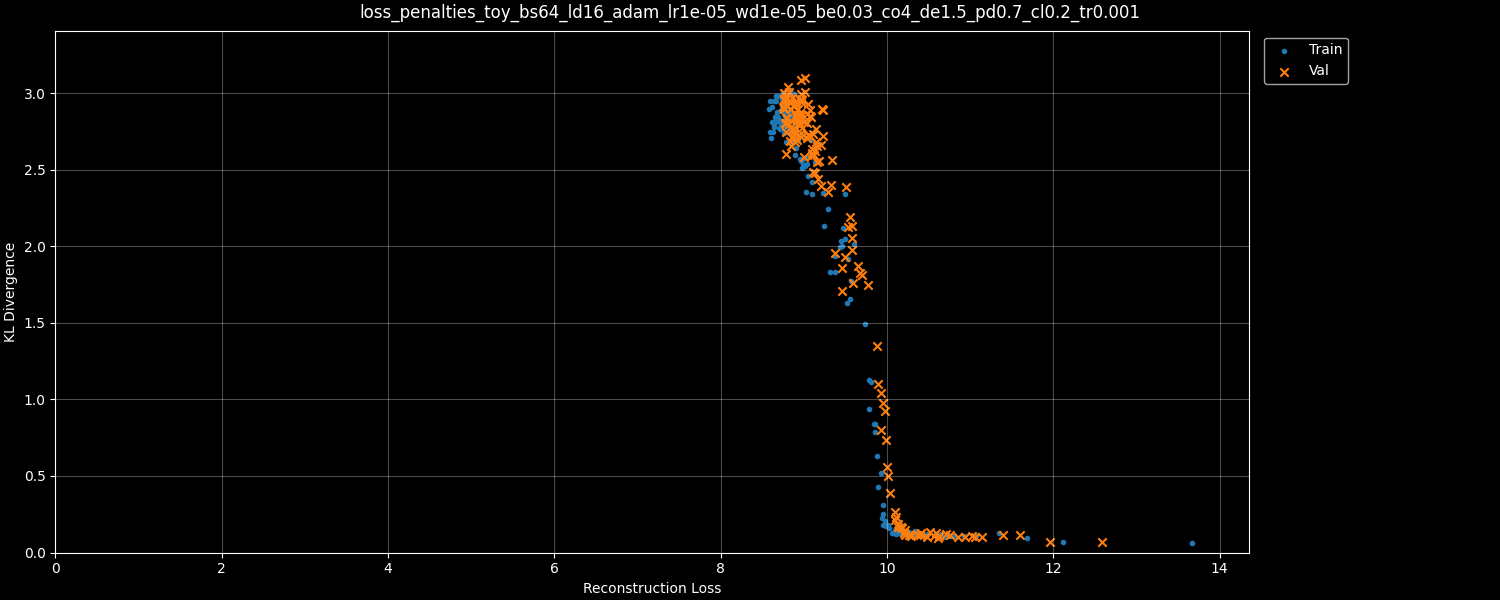 loss_penalties_toy_bs64_ld16_adam_lr1e-05_wd1e-05_be0.03_co4_de1.5_pd0.7_cl0.2_tr0.001
Train
Val
KL Divergence
3.0
2.5
2.0
1.5
1.0
0.5
0.0
0 2 4 6 8 10 12 14
Reconstruction Loss